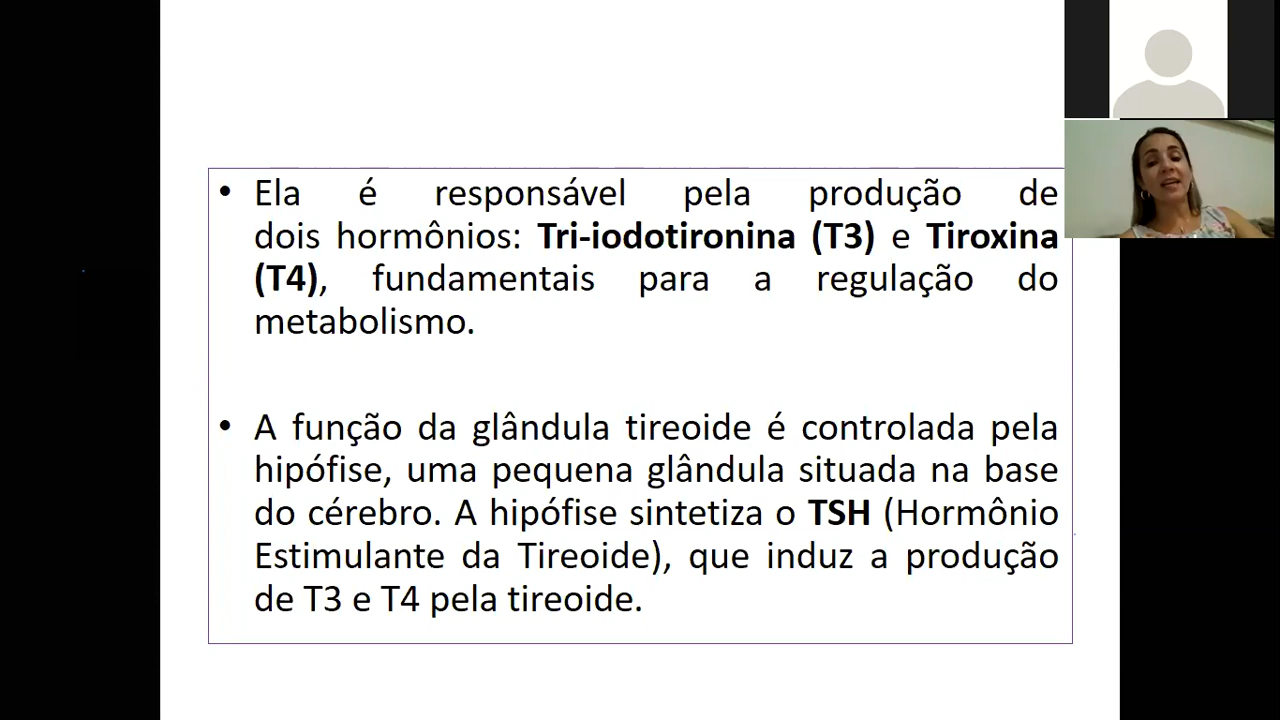 • Ela é responsável pela produção de
dois hormônios: Tri-iodotironina (T3) e Tiroxina
(T4), fundamentais para a regulação do
metabolismo.
• A função da glândula tireoide é controlada pela
hipófise, uma pequena glândula situada na base
do cérebro. A hipófise sintetiza o TSH (Hormônio
Estimulante da Tireoide), que induz a produção
de T3 e T4 pela tireoide.